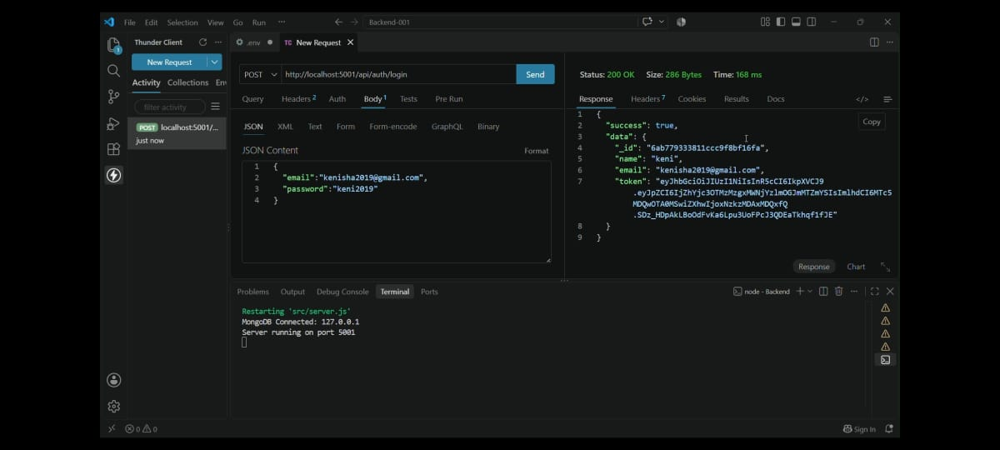 File Edit Selection View Go Run ··· Backend-001
Thunder Client ···
.env ● TC New Request ×
New Request
Activity Collections En
filter activity
POST localhost:5001/...
just now
POST http://localhost:5001/api/auth/login Send
Query Headers 2 Auth Body 1 Tests Pre Run
JSON XML Text Form Form-encode GraphQL Binary
JSON Content Format
1 {
2 "email":"kenisha2019@gmail.com",
3 "password":"keni2019"
4 }
Status: 200 OK Size: 286 Bytes Time: 168 ms
Response Headers 7 Cookies Results Docs </>
Copy
1 {
2 "success": true,
3 "data": {
4 "_id": "6ab779333811ccc9f8bf16fa",
5 "name": "keni",
6 "email": "kenisha2019@gmail.com",
7 "token": "eyJhbGciOiJIUzI1NiIsInR5cCI6IkpXVCJ9
.eyJpZCI6IjZhYjc3OTMzMzgxMWNjYzlmOGJmMTZmYSIsImlhdCI6MTc5
MDQwOTA0MSwiZXhwIjoxNzkzMDAxMDQxfQ
.SDz_HDpAkLBoOdFvKa6Lpu3UoFPcJ3QDEaTkhqf1fJE"
8 }
9 }
Response Chart
Problems Output Debug Console Terminal Ports
node - Backend
Restarting 'src/server.js'
MongoDB Connected: 127.0.0.1
Server running on port 5001
0 0
Sign In